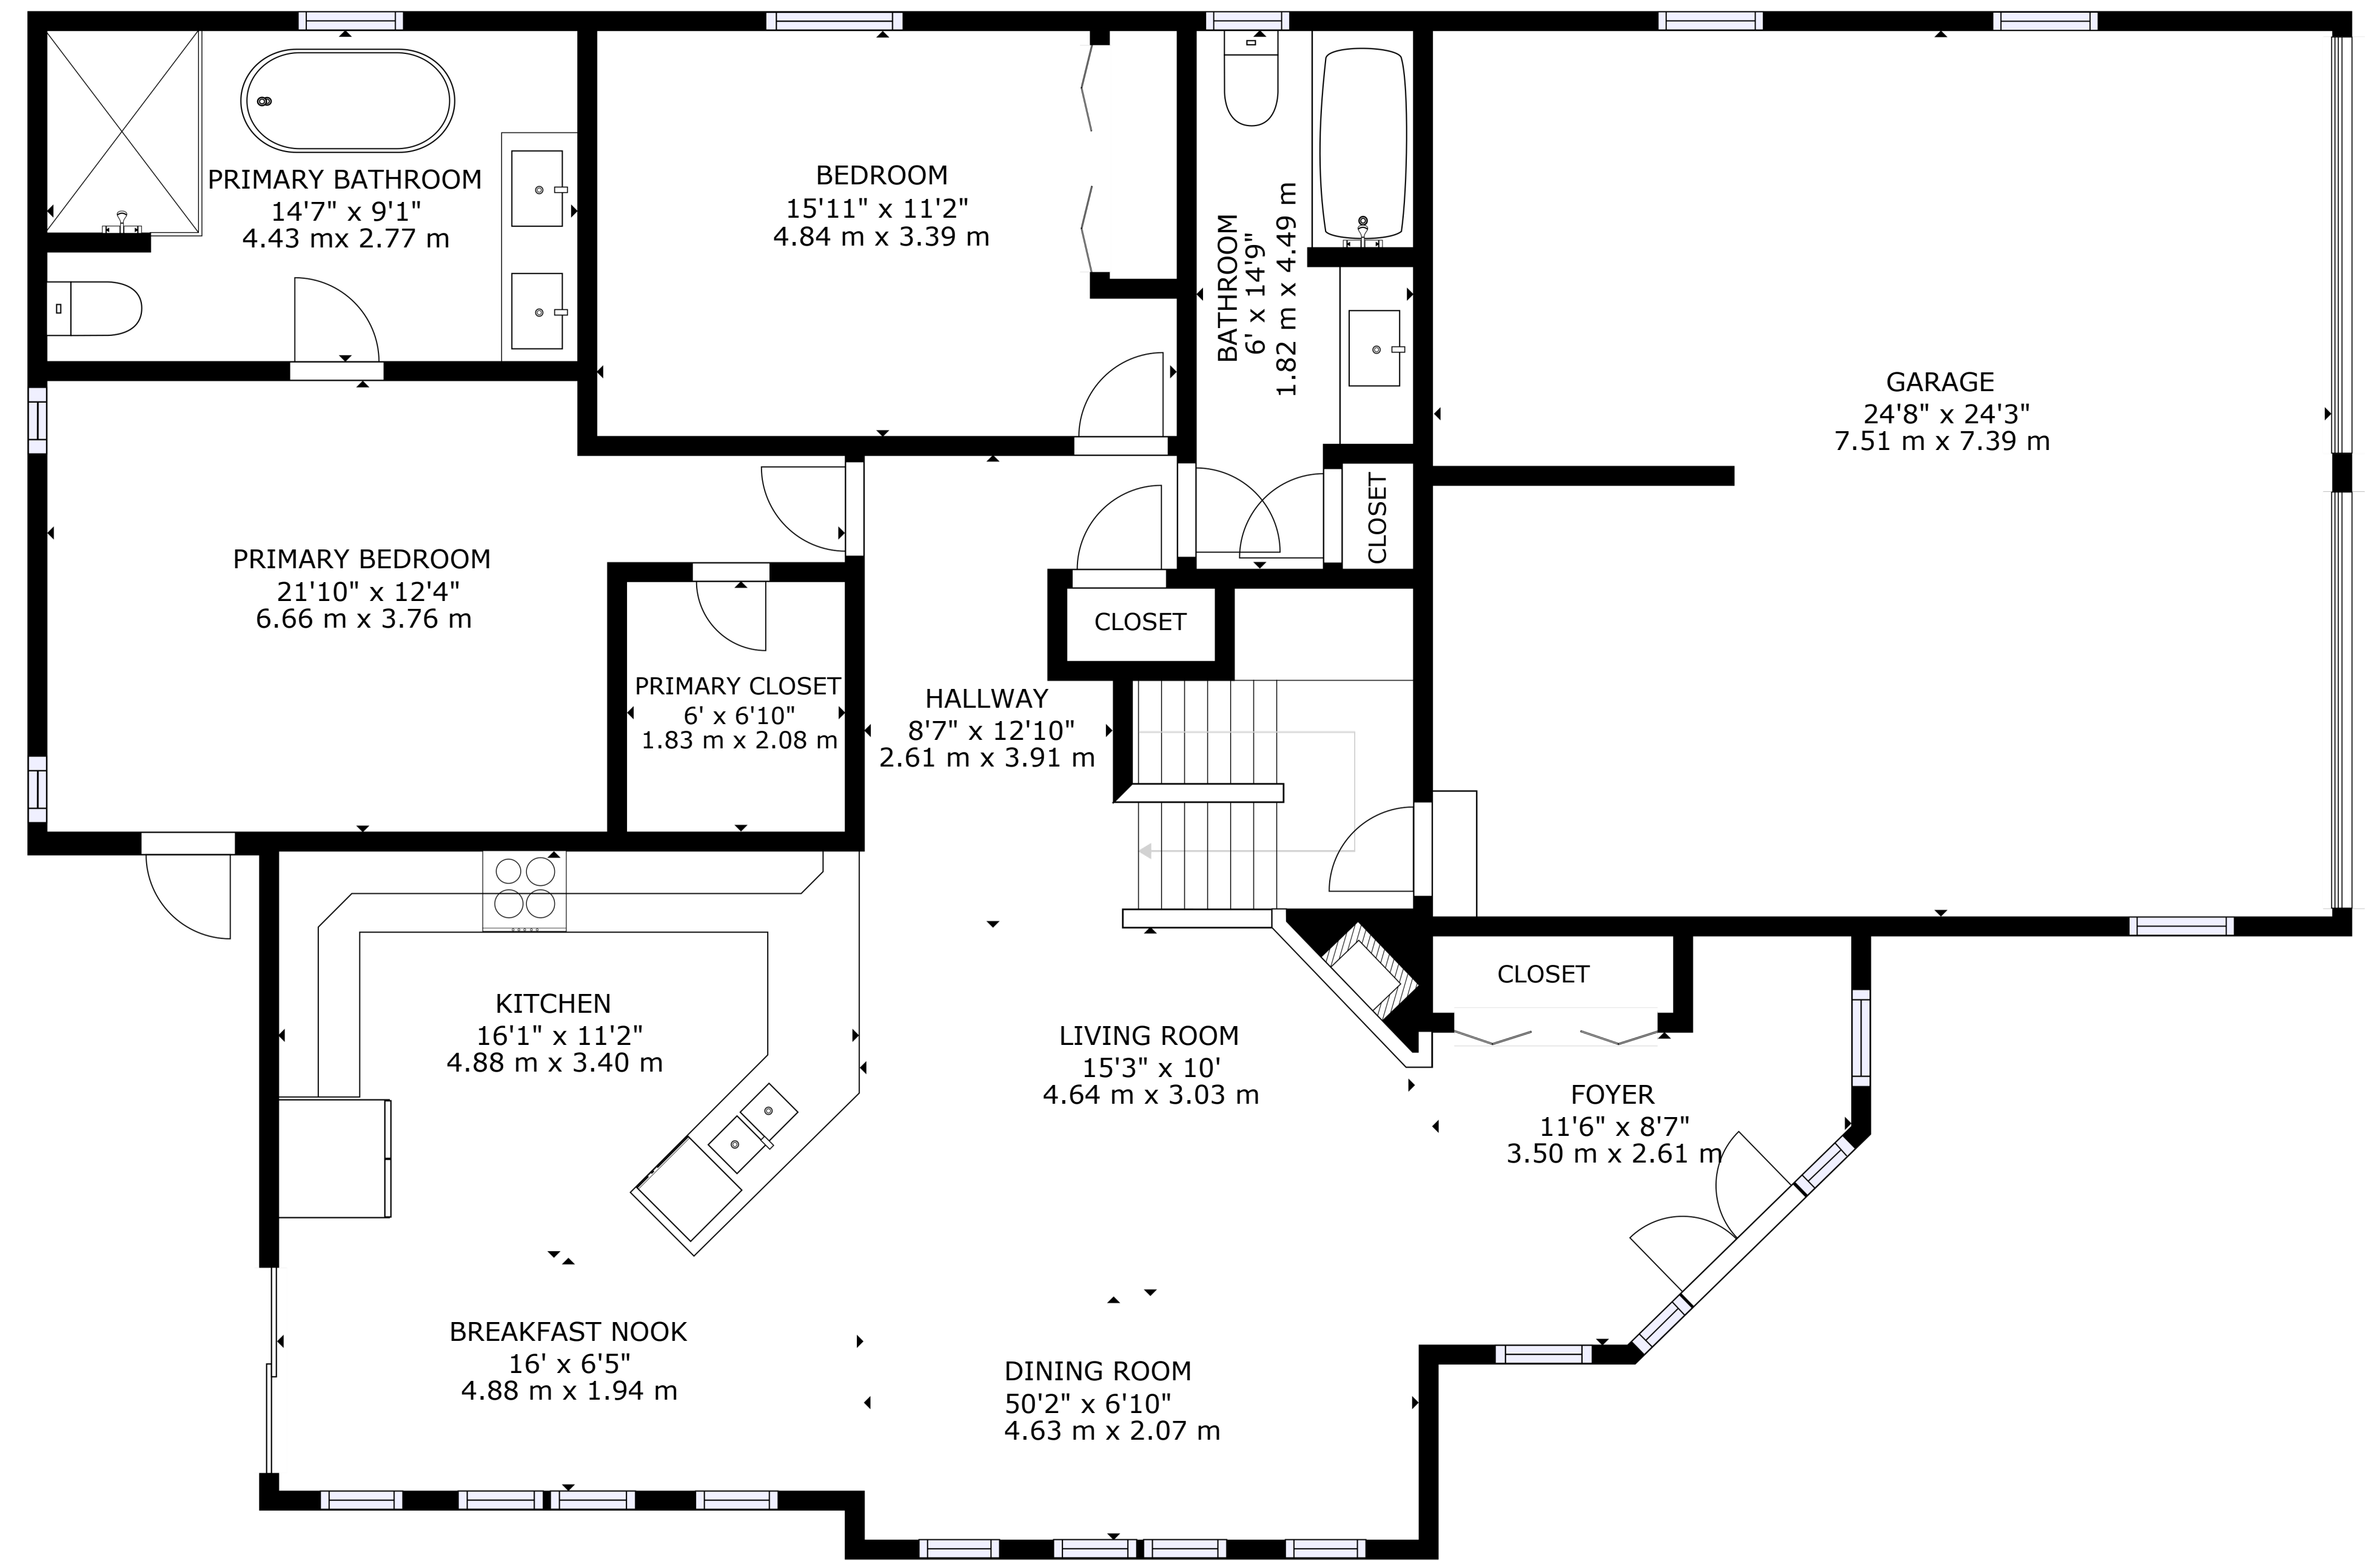 PRIMARY BATHROOM
14'7" x 9'1"
4.43 mx 2.77 m
BEDROOM
15'11" x 11'2"
4.84 m x 3.39 m
BATHROOM
6' x 14'9"
1.82 m x 4.49 m
GARAGE
24'8" x 24'3"
7.51 m x 7.39 m
CLOSET
PRIMARY BEDROOM
21'10" x 12'4"
6.66 m x 3.76 m
CLOSET
PRIMARY CLOSET
6' x 6'10"
1.83 m x 2.08 m
HALLWAY
8'7" x 12'10"
2.61 m x 3.91 m
CLOSET
KITCHEN
16'1" x 11'2"
4.88 m x 3.40 m
LIVING ROOM
15'3" x 10'
4.64 m x 3.03 m
FOYER
11'6" x 8'7"
3.50 m x 2.61 m
BREAKFAST NOOK
16' x 6'5"
4.88 m x 1.94 m
DINING ROOM
50'2" x 6'10"
4.63 m x 2.07 m